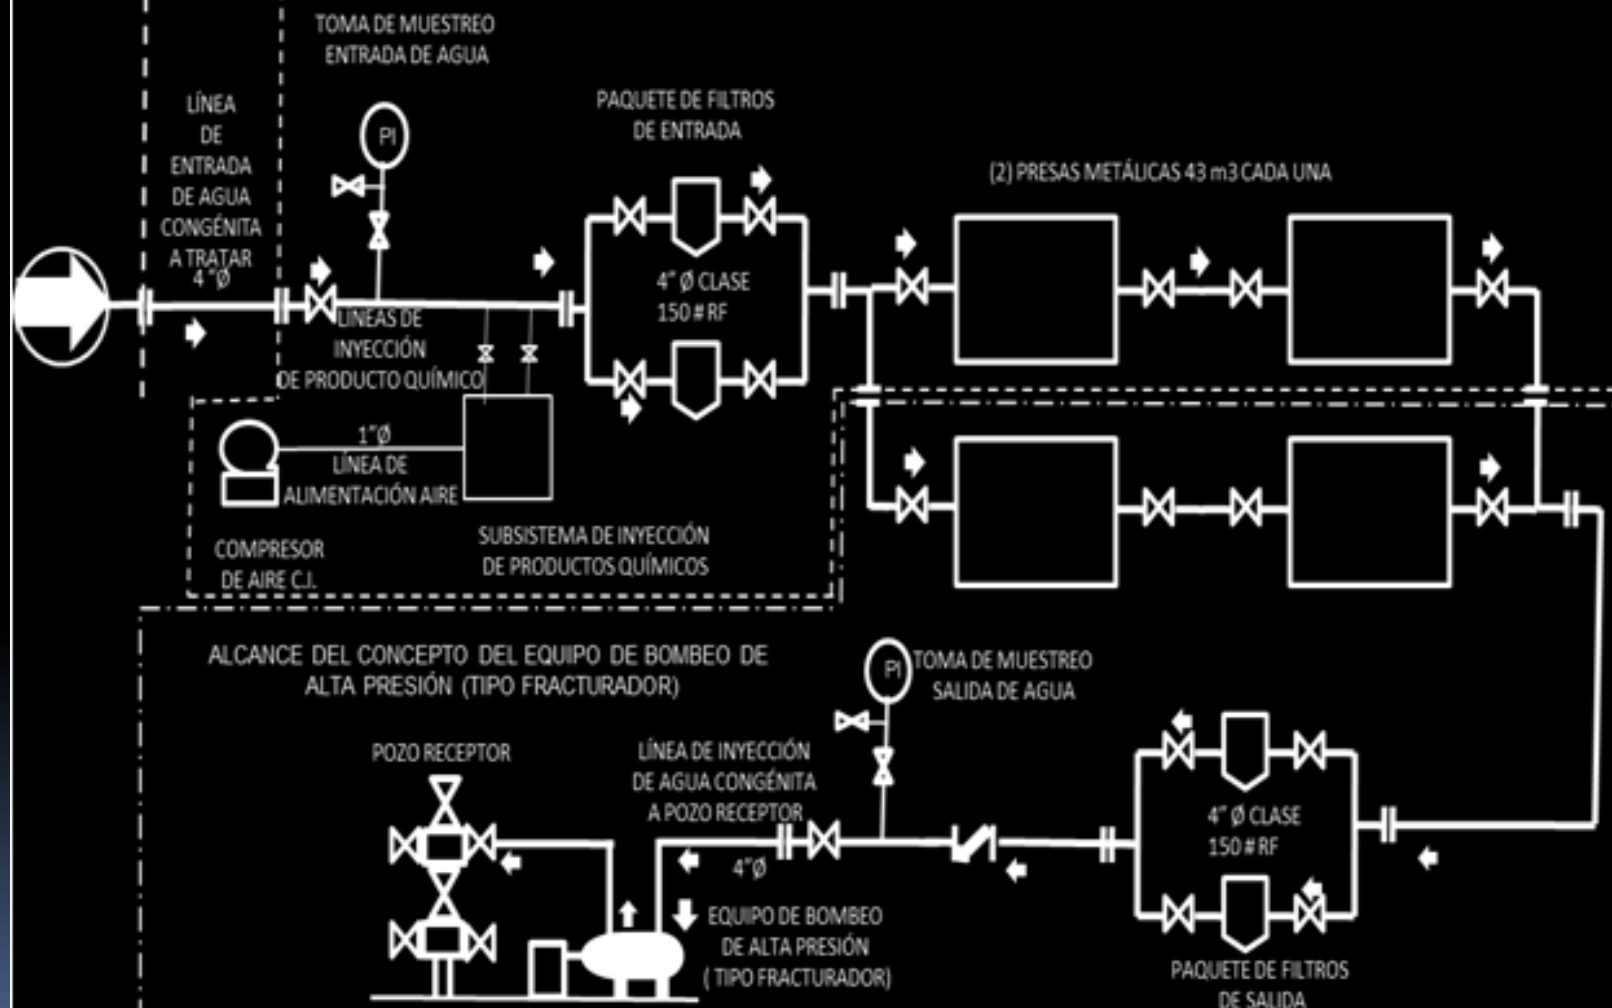 TOMA DE MUESTREO
ENTRADA DE AGUA
LÍNEA
DE
ENTRADA
DE AGUA
CONGÉNITA
A TRATAR
4"Ø
PI
PAQUETE DE FILTROS
DE ENTRADA
4" Ø CLASE
150 # RF
(2) PRESAS METÁLICAS 43 m3 CADA UNA
LÍNEAS DE
INYECCIÓN
DE PRODUCTO QUÍMICO
1"Ø
LÍNEA DE
ALIMENTACIÓN AIRE
COMPRESOR
DE AIRE C.I.
SUBSISTEMA DE INYECCIÓN
DE PRODUCTOS QUÍMICOS
ALCANCE DEL CONCEPTO DEL EQUIPO DE BOMBEO DE
ALTA PRESIÓN (TIPO FRACTURADOR)
PI
TOMA DE MUESTREO
SALIDA DE AGUA
POZO RECEPTOR
LÍNEA DE INYECCIÓN
DE AGUA CONGÉNITA
A POZO RECEPTOR
4"Ø
4" Ø CLASE
150 # RF
EQUIPO DE BOMBEO
DE ALTA PRESIÓN
( TIPO FRACTURADOR)
PAQUETE DE FILTROS
DE SALIDA